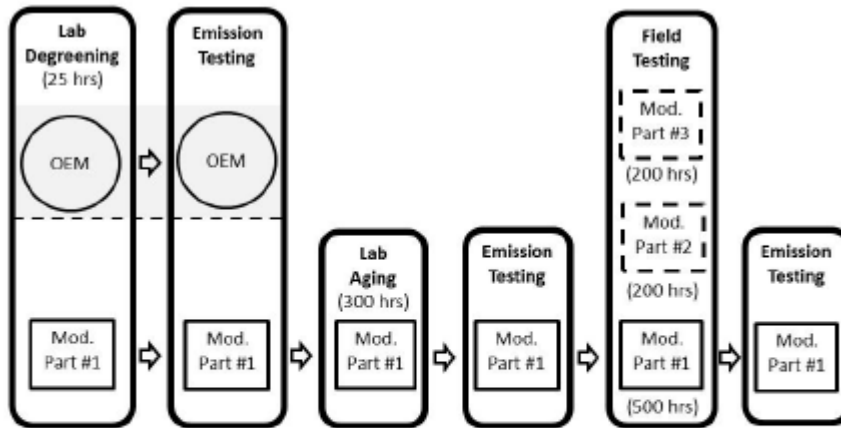 Lab
Degreening
(25 hrs)
OEM
Mod.
Part #1
Emission
Testing
OEM
Mod.
Part #1
Lab
Aging
(300 hrs)
Mod.
Part #1
Emission
Testing
Mod.
Part #1
Field
Testing
Mod.
Part #3
(200 hrs)
Mod.
Part #2
(200 hrs)
Mod.
Part #1
(500 hrs)
Emission
Testing
Mod.
Part #1